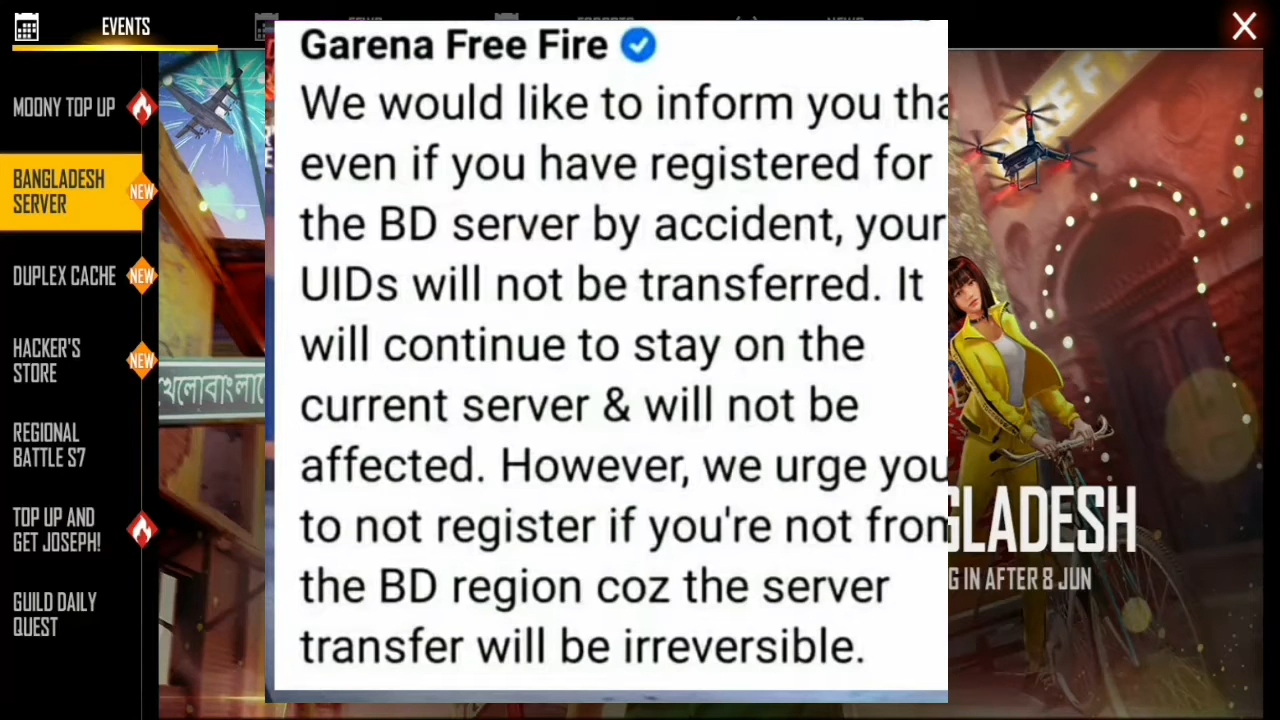 EVENTS
MOONY TOP UP
BANGLADESH
SERVER
NEW
DUPLEX CACHE
NEW
HACKER'S
STORE
NEW
REGIONAL
BATTLE S7
TOP UP AND
GET JOSEPH!
GUILD DAILY
QUEST
Garena Free Fire
We would like to inform you tha
even if you have registered for
the BD server by accident, your
UIDs will not be transferred. It
will continue to stay on the
current server & will not be
affected. However, we urge you
to not register if you're not from
the BD region coz the server
transfer will be irreversible.
খেলোবাংলাদে
GLADESH
G IN AFTER 8 JUN